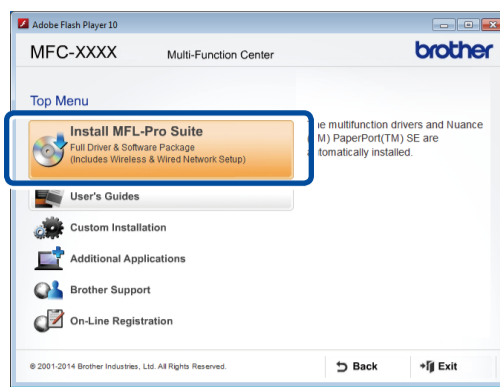 Adobe Flash Player 10
MFC-XXXX
Multi-Function Center
brother
Top Menu
Install MFL-Pro Suite
Full Driver & Software Package
(Includes Wireless & Wired Network Setup)
multifunction drivers and Nuance
PaperPort(TM) SE are
installed.
User's Guides
Custom Installation
Additional Applications
Brother Support
On-Line Registration
© 2001-2014 Brother Industries, Ltd. All Rights Reserved.
Back
Exit